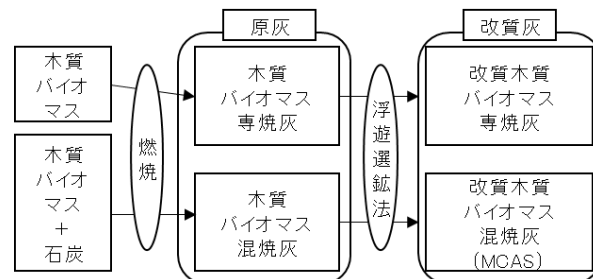 原灰
改質灰
木質
バイオ
マス
木質
バイオ
マス
+
石炭
燃焼
木質
バイオマス
専焼灰
木質
バイオマス
混焼灰
浮遊選鉱法
改質木質
バイオマス
専焼灰
改質木質
バイオマス
混焼灰
(MCAS)